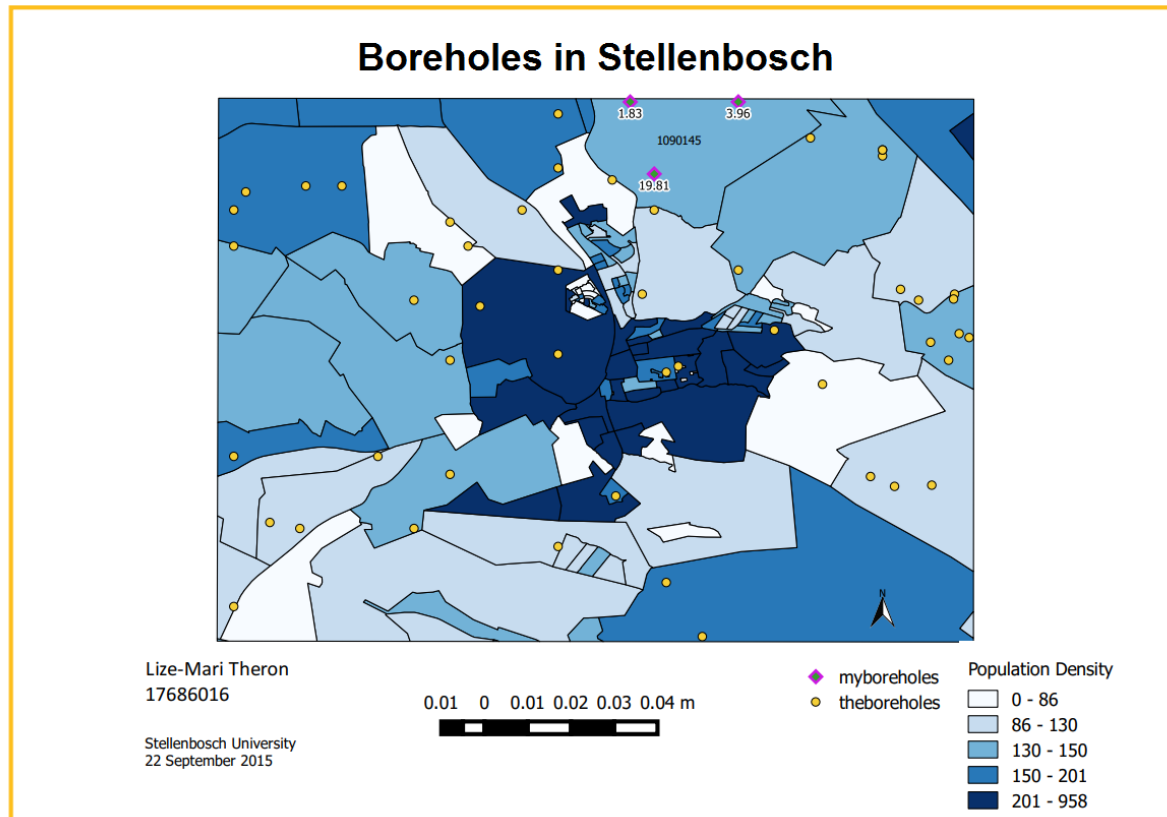 Boreholes in Stellenbosch
1.83
3.96
1090145
19.81
N
Lize-Mari Theron
17686016
Stellenbosch University
22 September 2015
0.01 0 0.01 0.02 0.03 0.04 m
myboreholes
theboreholes
Population Density
0 - 86
86 - 130
130 - 150
150 - 201
201 - 958